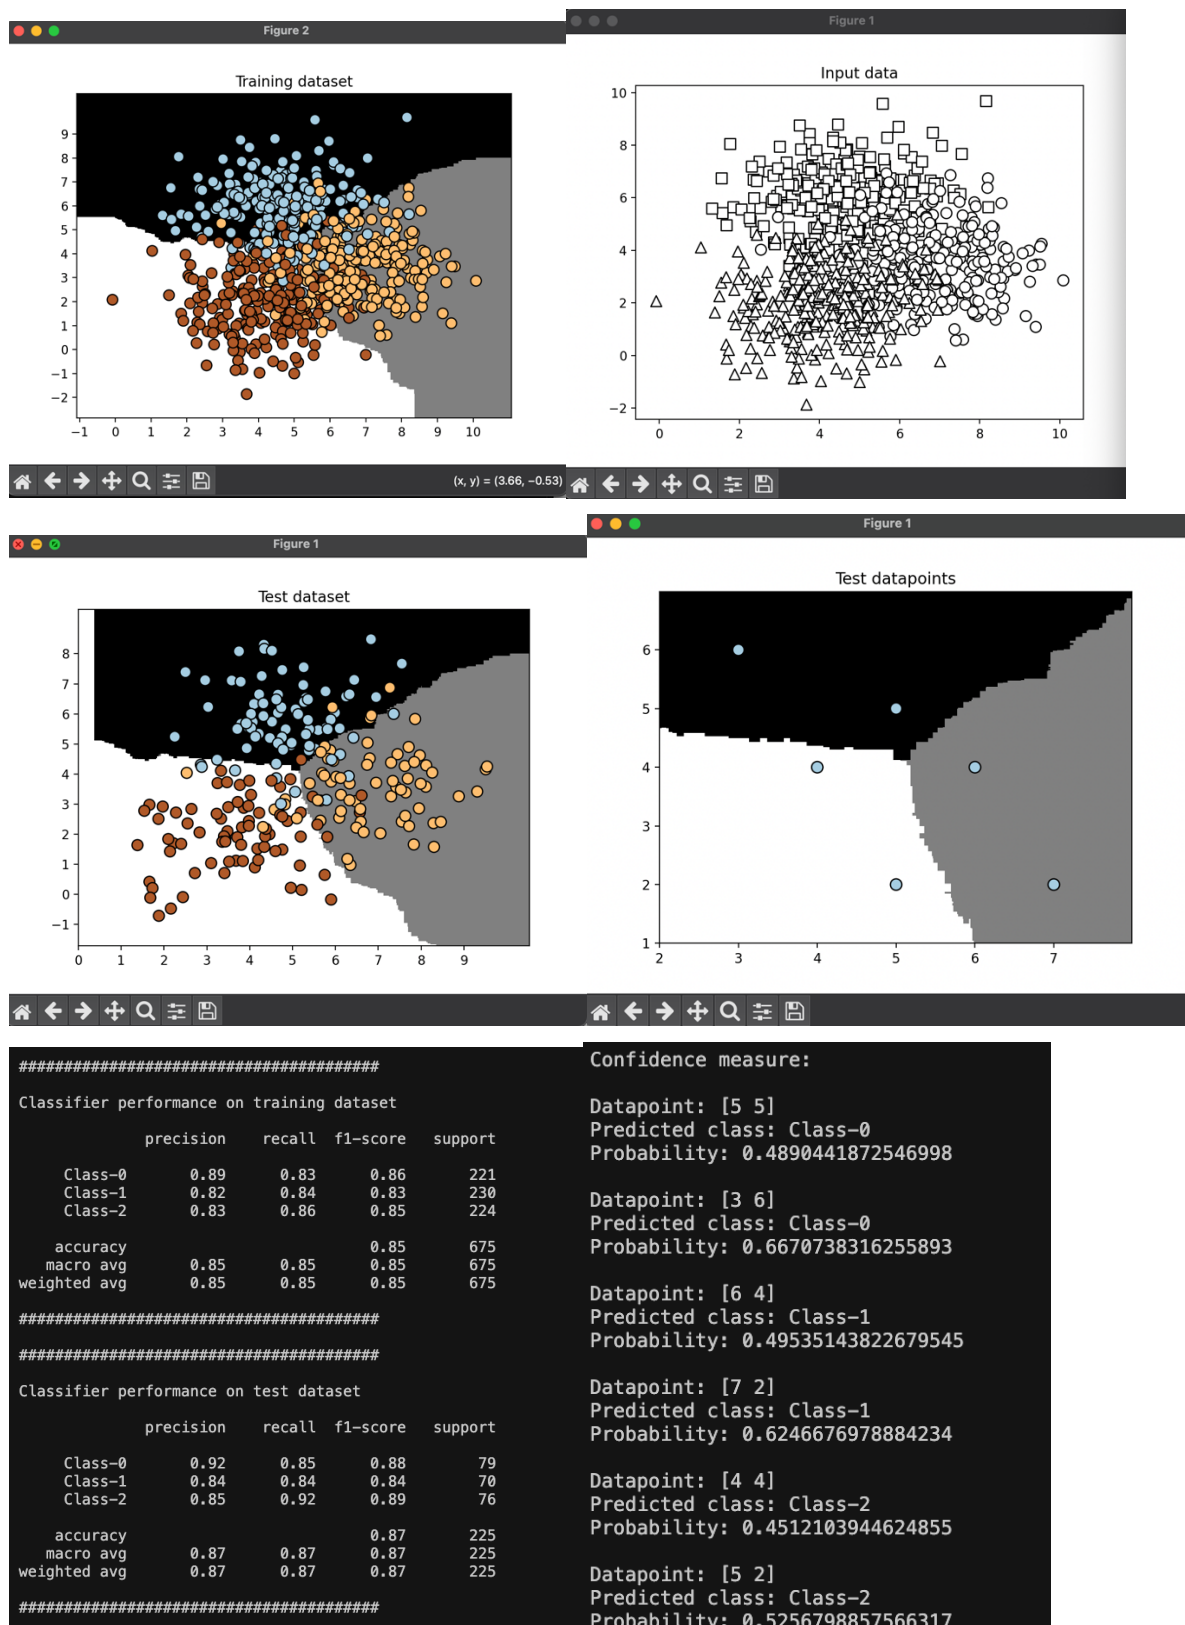 Figure 2
Training dataset
9
8
7
6
5
4
3
2
1
0
−1
−2
−1 0 1 2 3 4 5 6 7 8 9 10
(x, y) = (3.66, −0.53)
Figure 1
Input data
10
8
6
4
2
0
−2
0 2 4 6 8 10
Figure 1
Test dataset
8
7
6
5
4
3
2
1
0
−1
0 1 2 3 4 5 6 7 8 9
Figure 1
Test datapoints
6
5
4
3
2
1
2 3 4 5 6 7
########################################
Classifier performance on training dataset
precision recall f1-score support
Class-0 0.89 0.83 0.86 221
Class-1 0.82 0.84 0.83 230
Class-2 0.83 0.86 0.85 224
accuracy 0.85 675
macro avg 0.85 0.85 0.85 675
weighted avg 0.85 0.85 0.85 675
########################################
########################################
Classifier performance on test dataset
precision recall f1-score support
Class-0 0.92 0.85 0.88 79
Class-1 0.84 0.84 0.84 70
Class-2 0.85 0.92 0.89 76
accuracy 0.87 225
macro avg 0.87 0.87 0.87 225
weighted avg 0.87 0.87 0.87 225
########################################
Confidence measure:
Datapoint: [5 5]
Predicted class: Class-0
Probability: 0.4890441872546998
Datapoint: [3 6]
Predicted class: Class-0
Probability: 0.6670738316255893
Datapoint: [6 4]
Predicted class: Class-1
Probability: 0.49535143822679545
Datapoint: [7 2]
Predicted class: Class-1
Probability: 0.6246676978884234
Datapoint: [4 4]
Predicted class: Class-2
Probability: 0.4512103944624855
Datapoint: [5 2]
Predicted class: Class-2
Probability: 0.5256798857566317